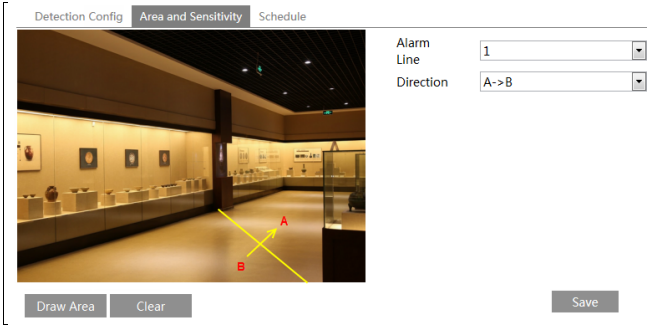 Detection Config Area and Sensitivity Schedule
Alarm
Line
1
Direction
A->B
A
B
Draw Area Clear
Save